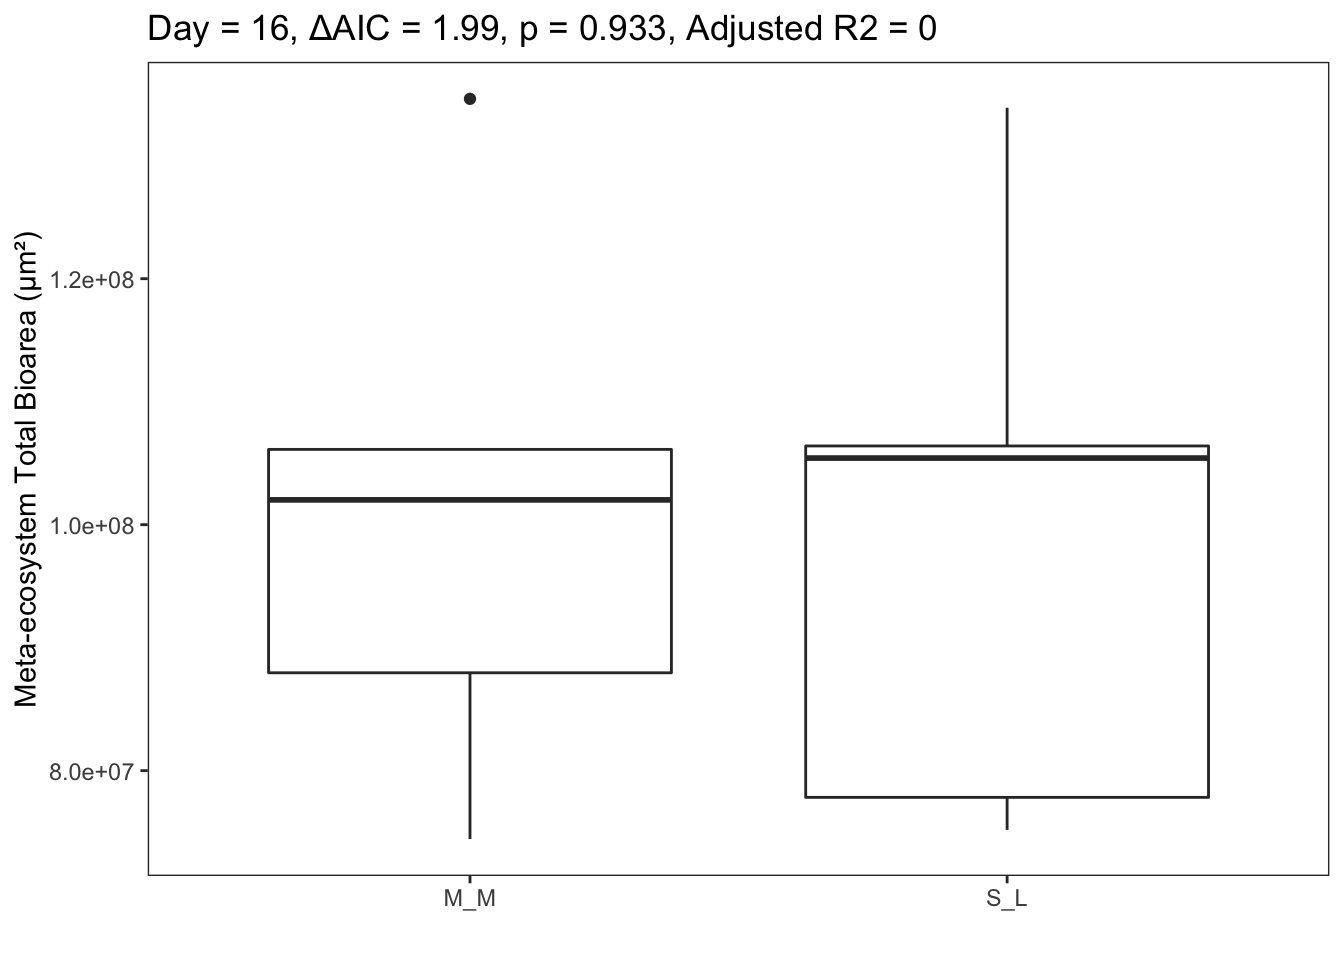 Day = 16, ΔAIC = 1.99, p = 0.933, Adjusted R2 = 0
Meta-ecosystem Total Bioarea (μm²)
1.2e+08
1.0e+08
8.0e+07
M_M
S_L